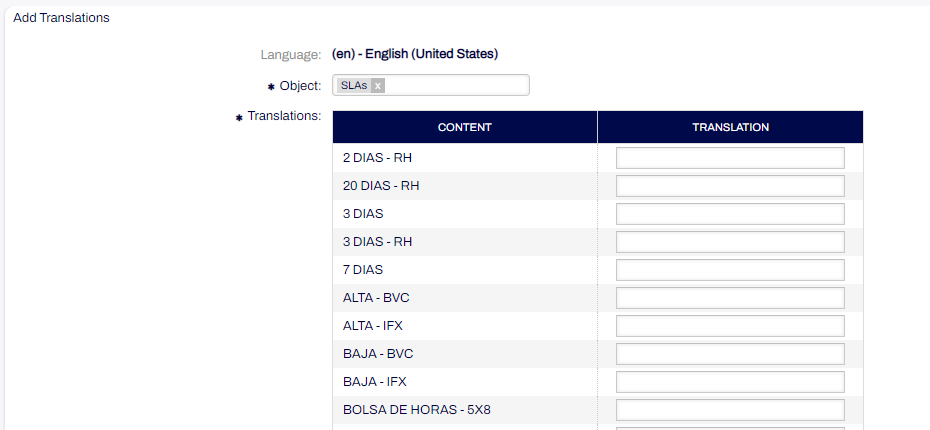 Add Translations
Language: (en) - English (United States)
✱ Object: SLAs x
✱ Translations:
CONTENT TRANSLATION
2 DIAS - RH
20 DIAS - RH
3 DIAS
3 DIAS - RH
7 DIAS
ALTA - BVC
ALTA - IFX
BAJA - BVC
BAJA - IFX
BOLSA DE HORAS - 5X8